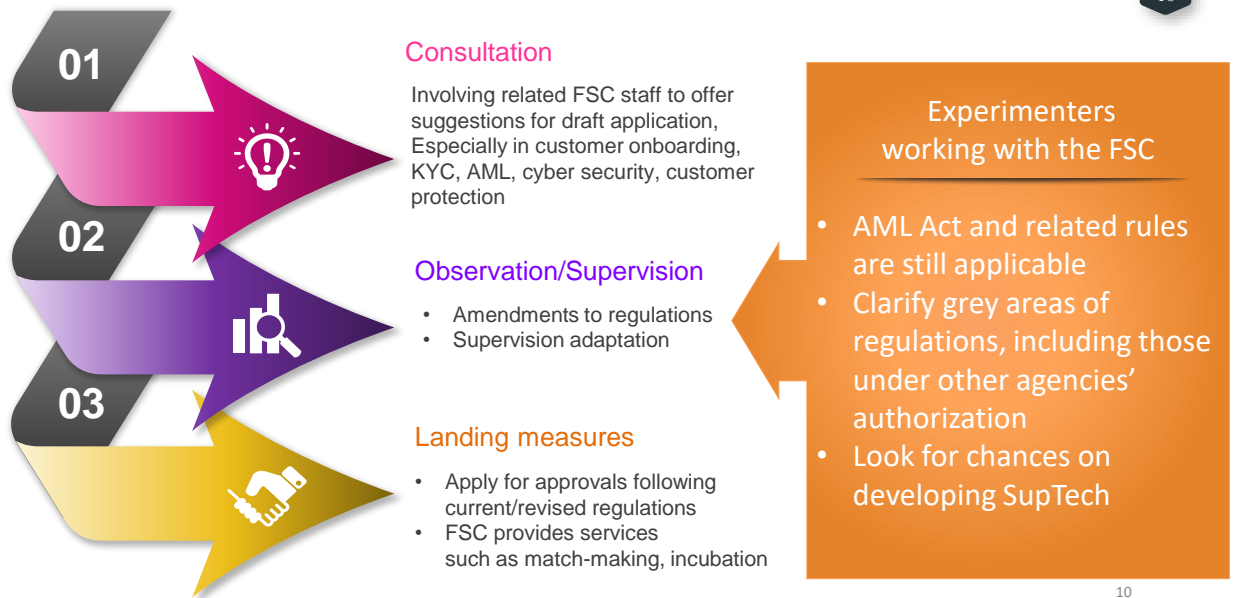 01
Consultation
Involving related FSC staff to offer
suggestions for draft application,
Especially in customer onboarding,
KYC, AML, cyber security, customer
protection
02
Observation/Supervision
• Amendments to regulations
• Supervision adaptation
03
Landing measures
• Apply for approvals following
current/revised regulations
• FSC provides services
such as match-making, incubation
Experimenters
working with the FSC
• AML Act and related rules
are still applicable
• Clarify grey areas of
regulations, including those
under other agencies’
authorization
• Look for chances on
developing SupTech
10